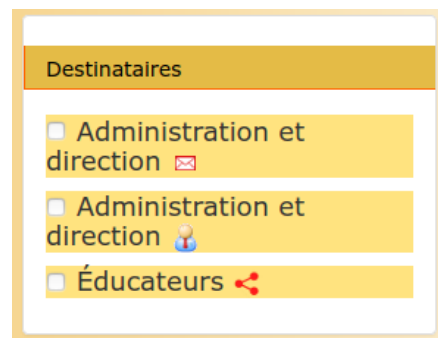 Destinataires
Administration et
direction
Administration et
direction
Éducateurs